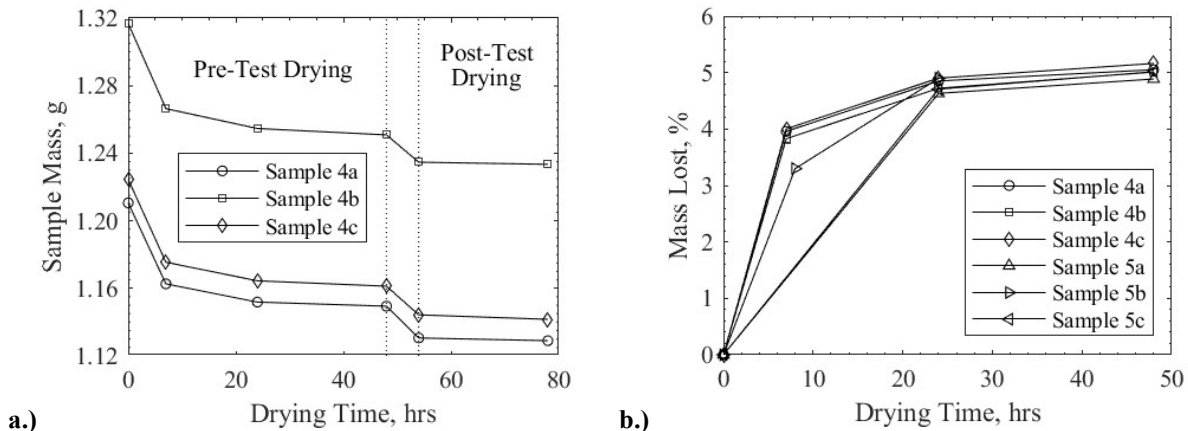 1.32
1.28
1.24
1.20
1.16
1.12
Sample Mass, g
Pre-Test Drying
Post-Test
Drying
Sample 4a
Sample 4b
Sample 4c
0
20
40
60
80
Drying Time, hrs
a.)
6
5
4
3
2
1
0
Mass Lost, %
Sample 4a
Sample 4b
Sample 4c
Sample 5a
Sample 5b
Sample 5c
0
10
20
30
40
50
Drying Time, hrs
b.)